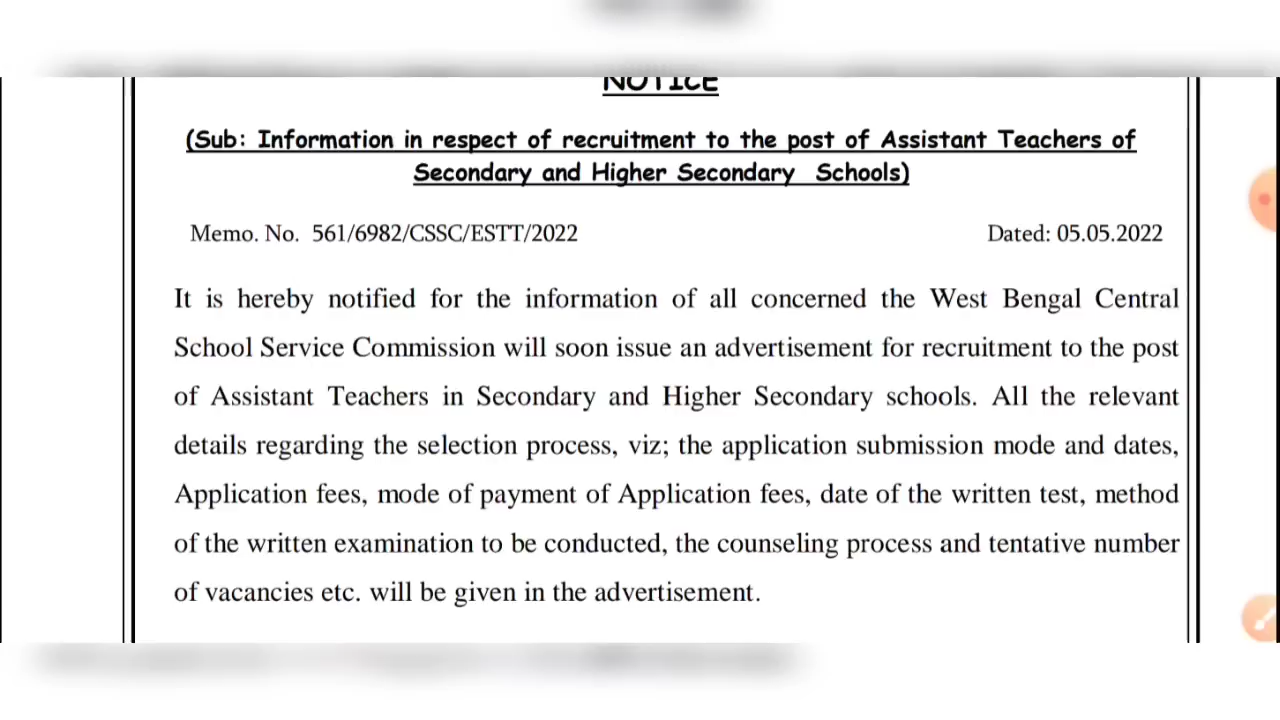 NOTICE
(Sub: Information in respect of recruitment to the post of Assistant Teachers of
Secondary and Higher Secondary Schools)
Memo. No. 561/6982/CSSC/ESTT/2022 Dated: 05.05.2022
It is hereby notified for the information of all concerned the West Bengal Central
School Service Commission will soon issue an advertisement for recruitment to the post
of Assistant Teachers in Secondary and Higher Secondary schools. All the relevant
details regarding the selection process, viz; the application submission mode and dates,
Application fees, mode of payment of Application fees, date of the written test, method
of the written examination to be conducted, the counseling process and tentative number
of vacancies etc. will be given in the advertisement.